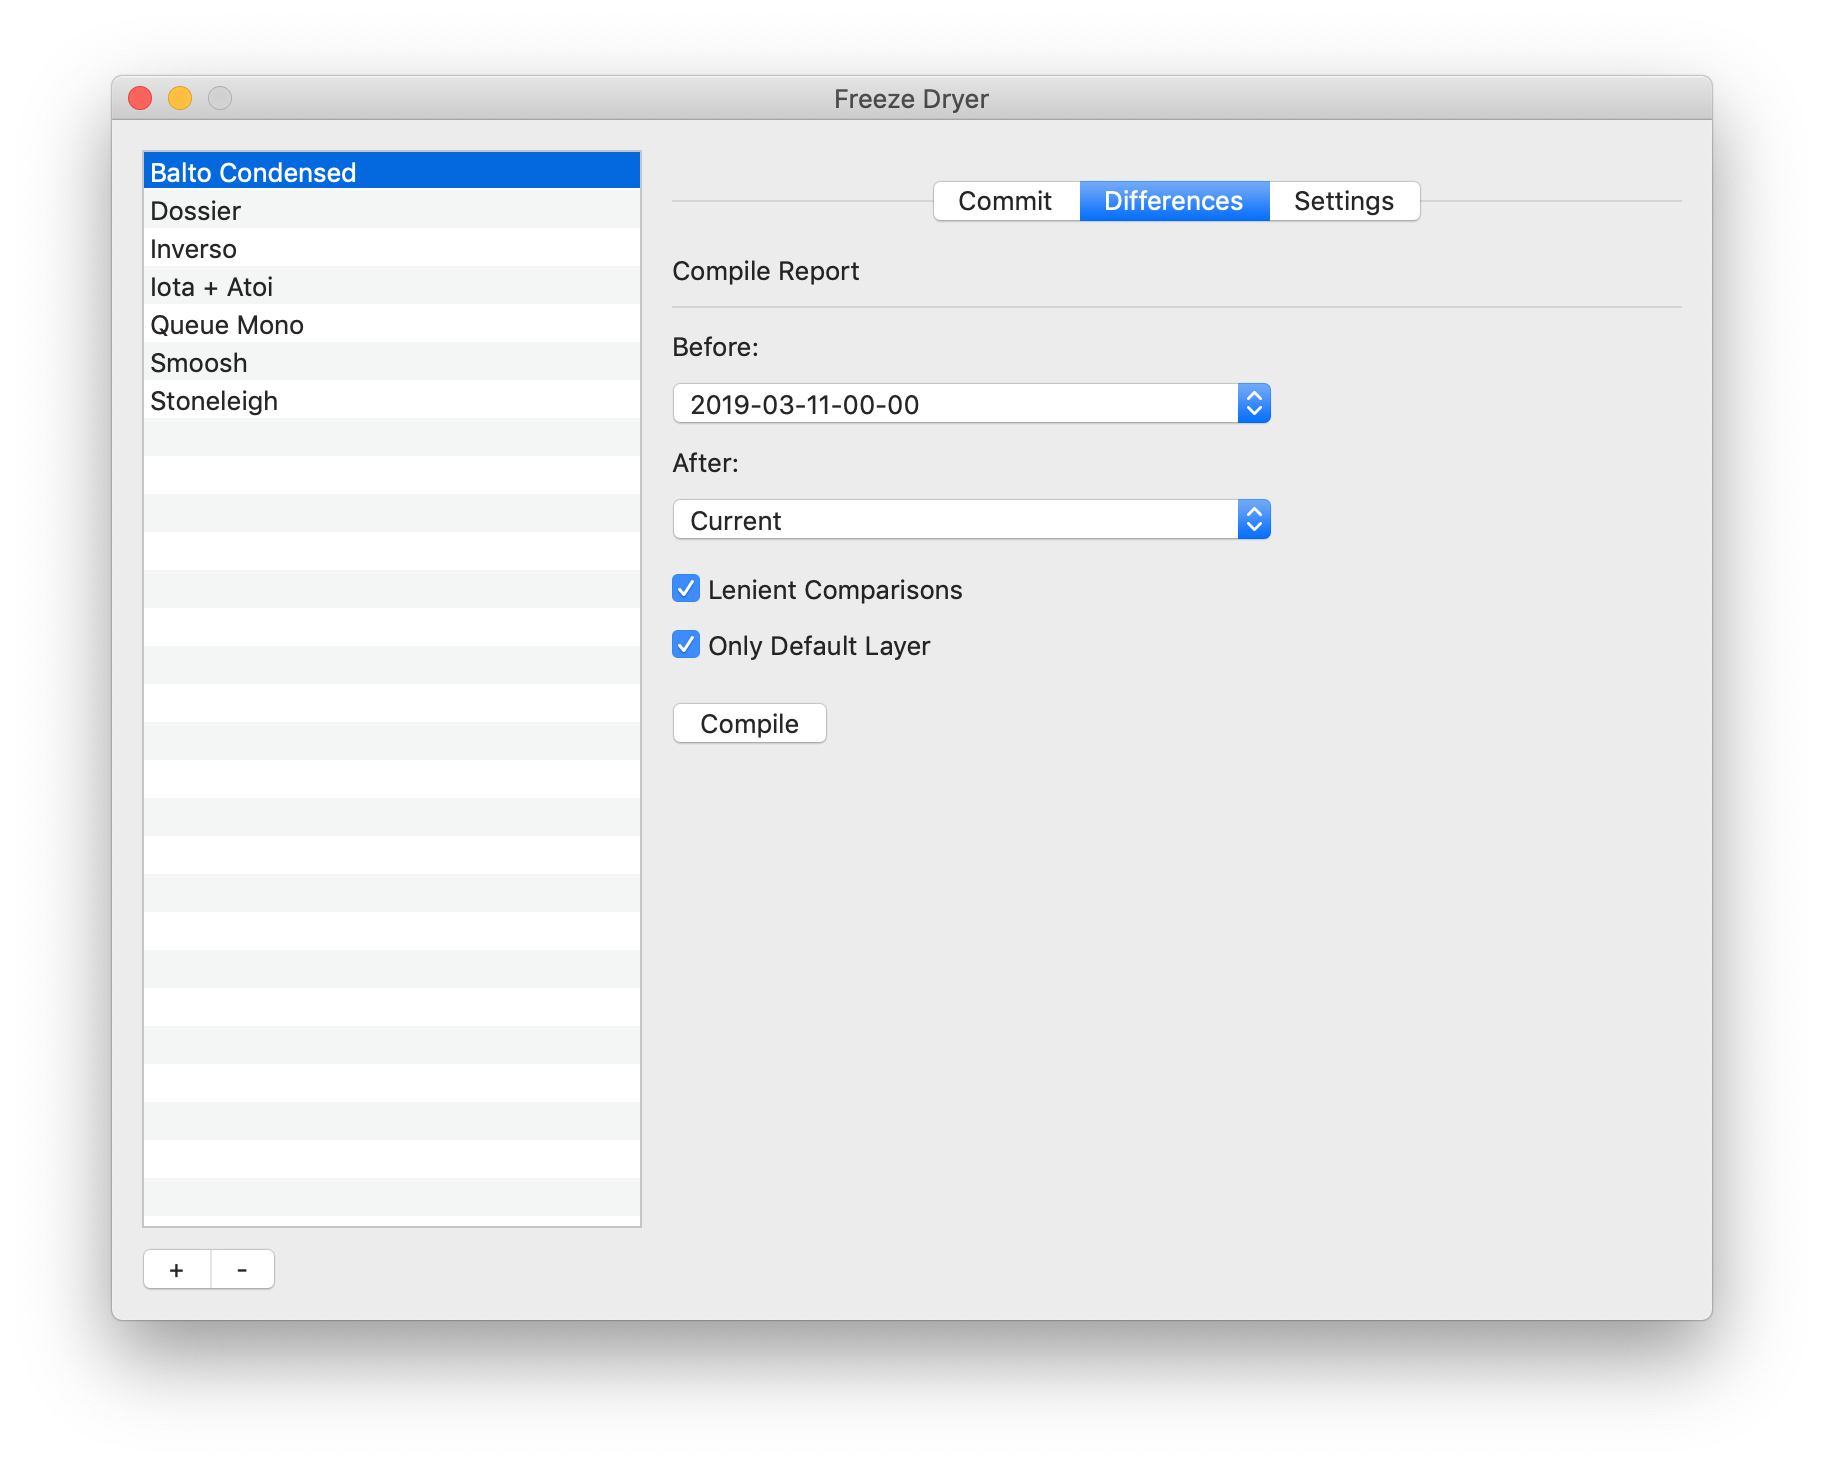 Freeze Dryer
Balto Condensed
Dossier
Inverso
Iota + Atoi
Queue Mono
Smoosh
Stoneleigh
+ -
Commit Differences Settings
Compile Report
Before:
2019-03-11-00-00
After:
Current
Lenient Comparisons
Only Default Layer
Compile